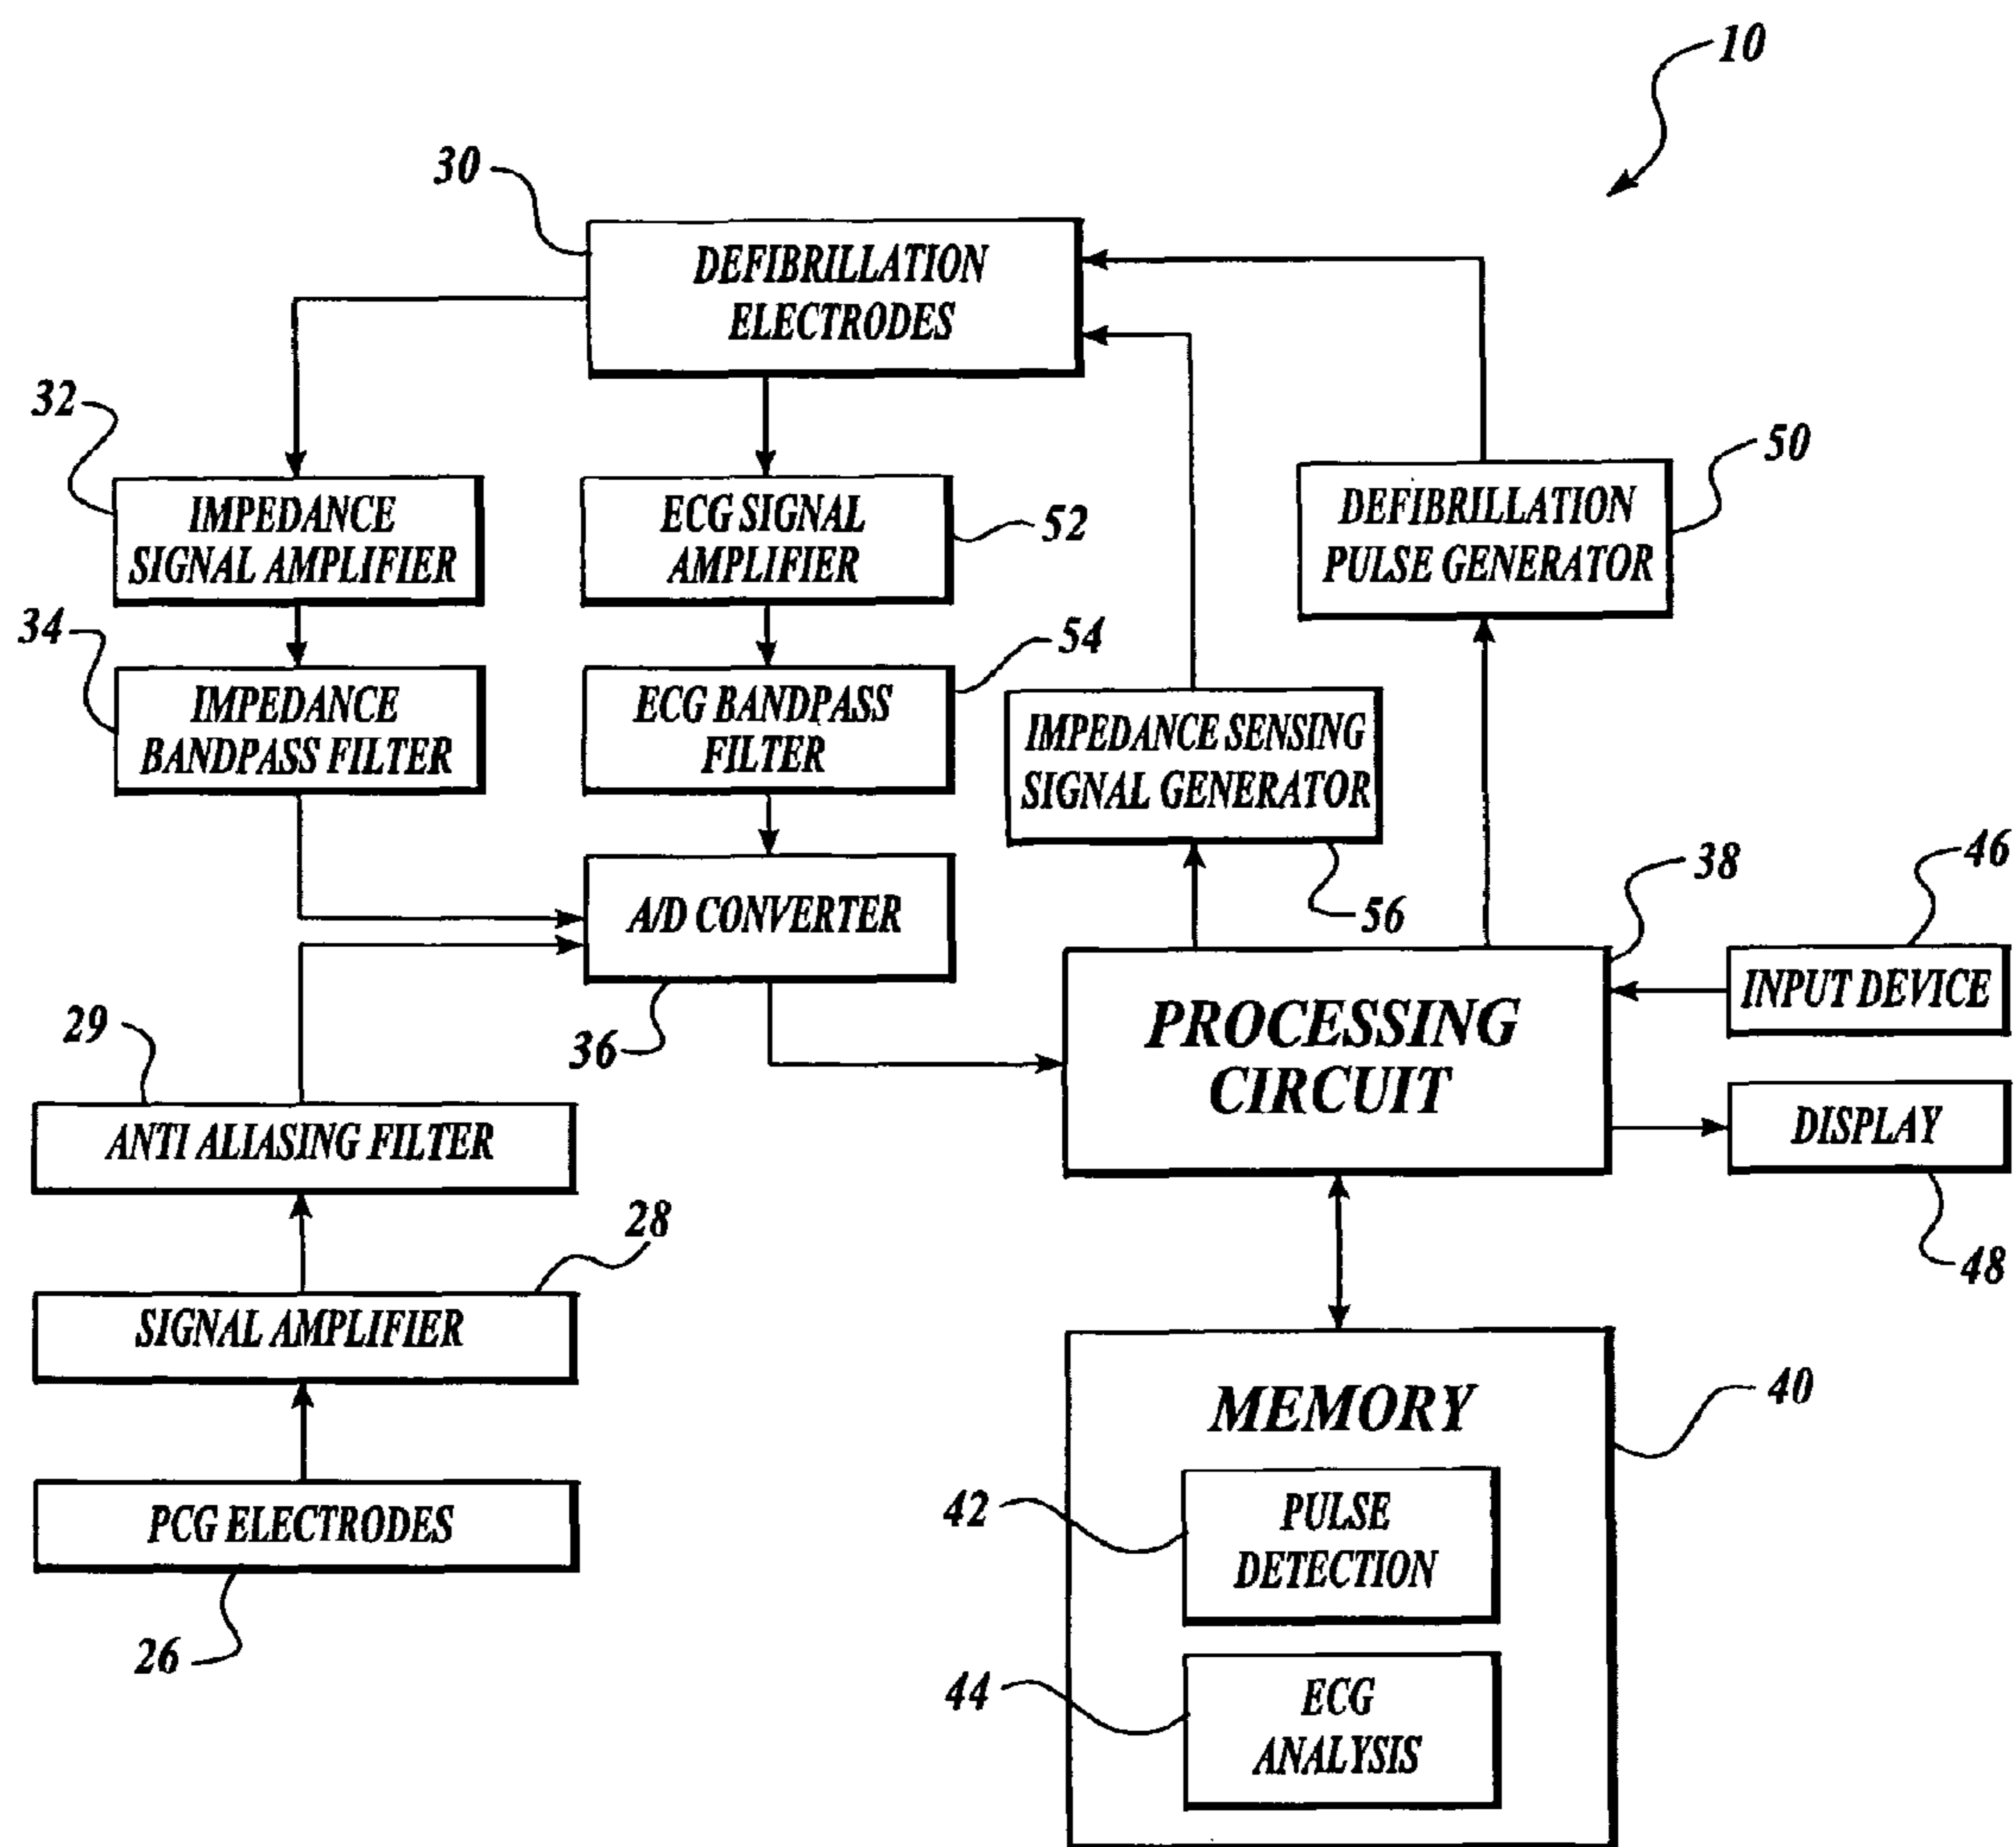 10
30
DEFIBRILLATION
ELECTRODES
32
IMPEDANCE
SIGNAL AMPLIFIER
ECG SIGNAL
AMPLIFIER
52
DEFIBRILLATION
PULSE GENERATOR
50
34
IMPEDANCE
BANDPASS FILTER
ECG BANDPASS
FILTER
54
IMPEDANCE SENSING
SIGNAL GENERATOR
56
A/D CONVERTER
36
38
46
PROCESSING
CIRCUIT
INPUT DEVICE
DISPLAY
48
29
ANTI ALIASING FILTER
28
SIGNAL AMPLIFIER
PCG ELECTRODES
26
MEMORY
40
42
PULSE
DETECTION
44
ECG
ANALYSIS